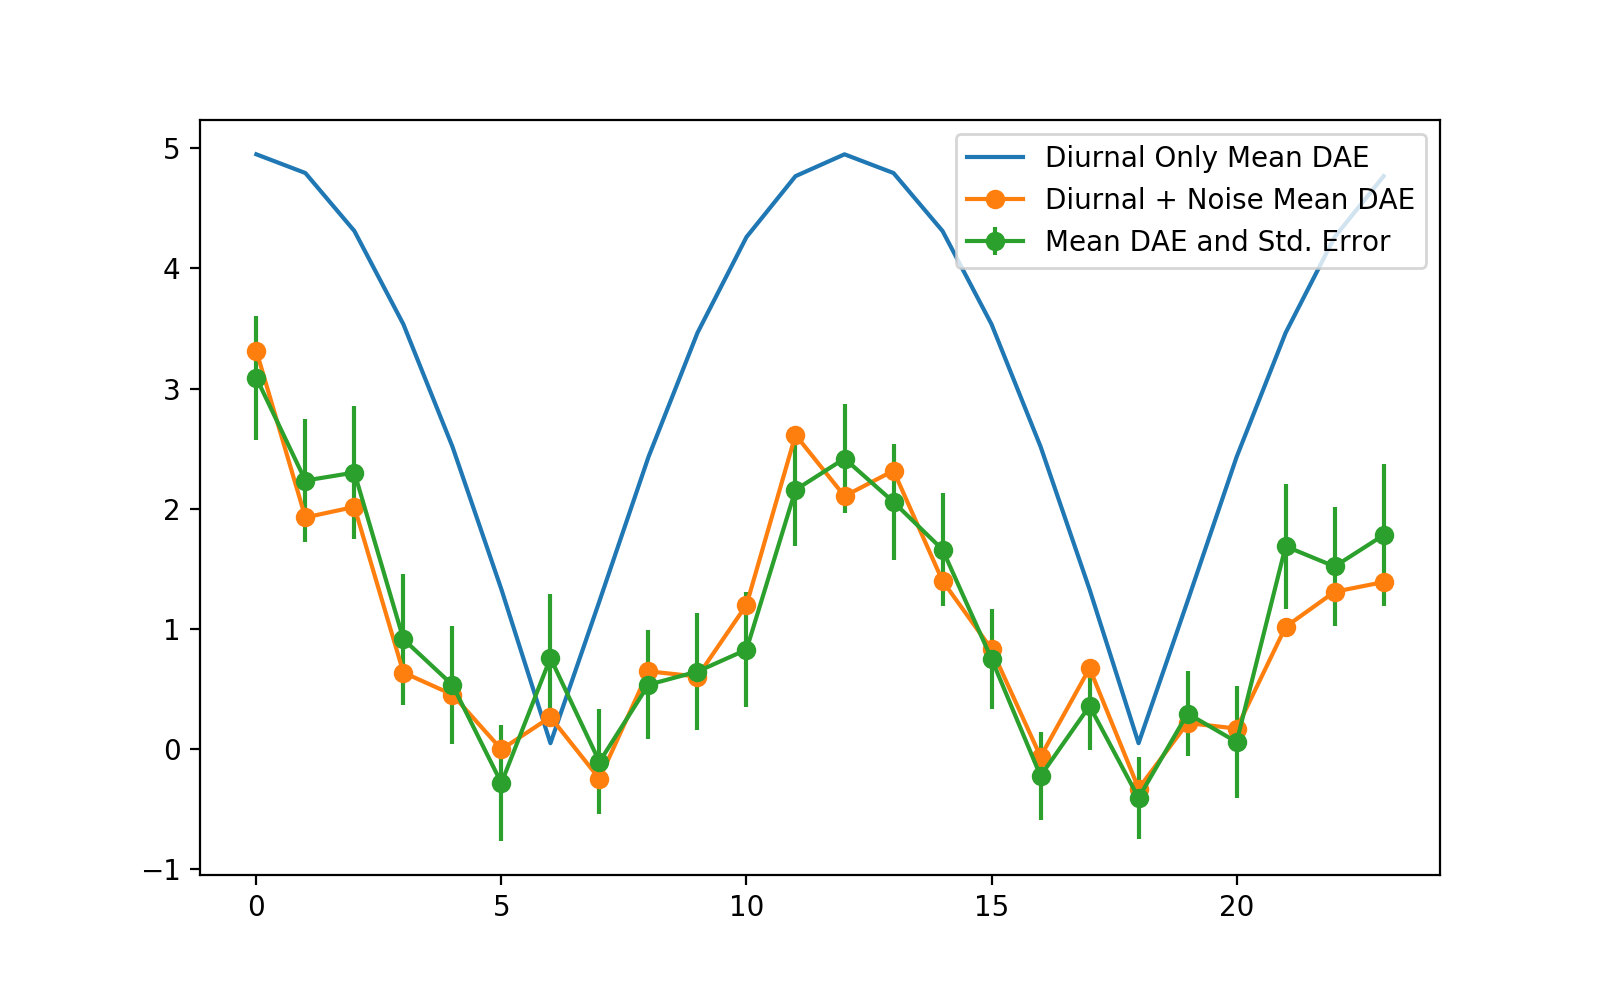 Diurnal Only Mean DAE
Diurnal + Noise Mean DAE
Mean DAE and Std. Error
5
4
3
2
1
0
−1
0 5 10 15 20